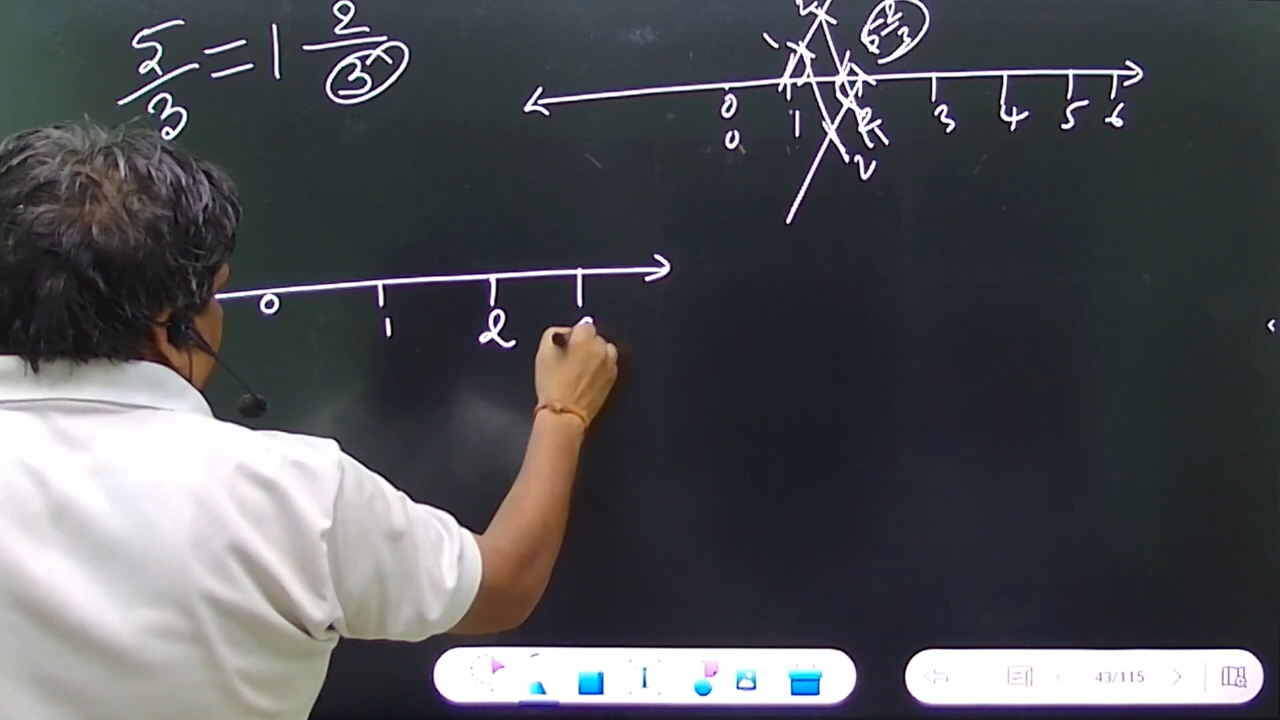 5/3 = 1 2/3
0 1 3 4 5 6
0
2
0 1 2
43/115